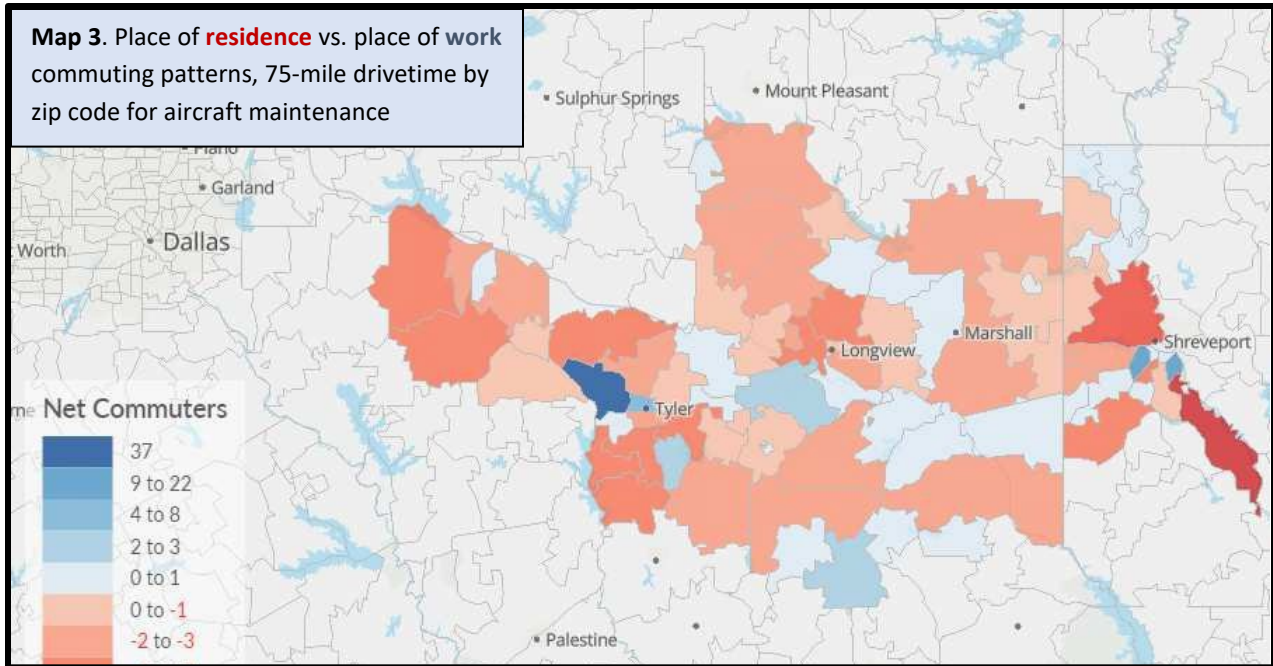 Map 3. Place of residence vs. place of work
commuting patterns, 75-mile drivetime by
zip code for aircraft maintenance
Sulphur Springs
Mount Pleasant
Garland
Worth
Dallas
Marshall
Longview
Shreveport
Tyler
Net Commuters
37
9 to 22
4 to 8
2 to 3
0 to 1
0 to -1
-2 to -3
Palestine